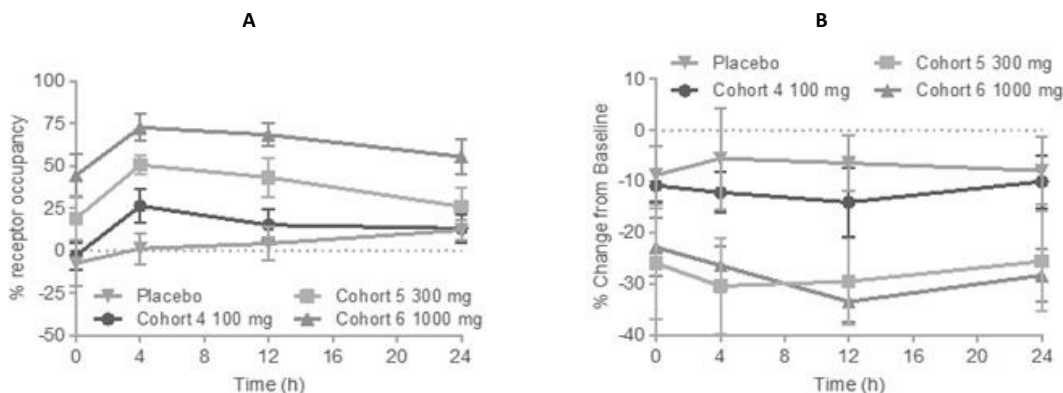 A
% receptor occupancy
100
75
50
25
0
-25
-50
Placebo
Cohort 4 100 mg
Cohort 5 300 mg
Cohort 6 1000 mg
0 4 8 12 16 20 24
Time (h)
B
Placebo
Cohort 4 100 mg
Cohort 5 300 mg
Cohort 6 1000 mg
% Change from Baseline
10
0
-10
-20
-30
-40
0 4 8 12 16 20 24
Time (h)